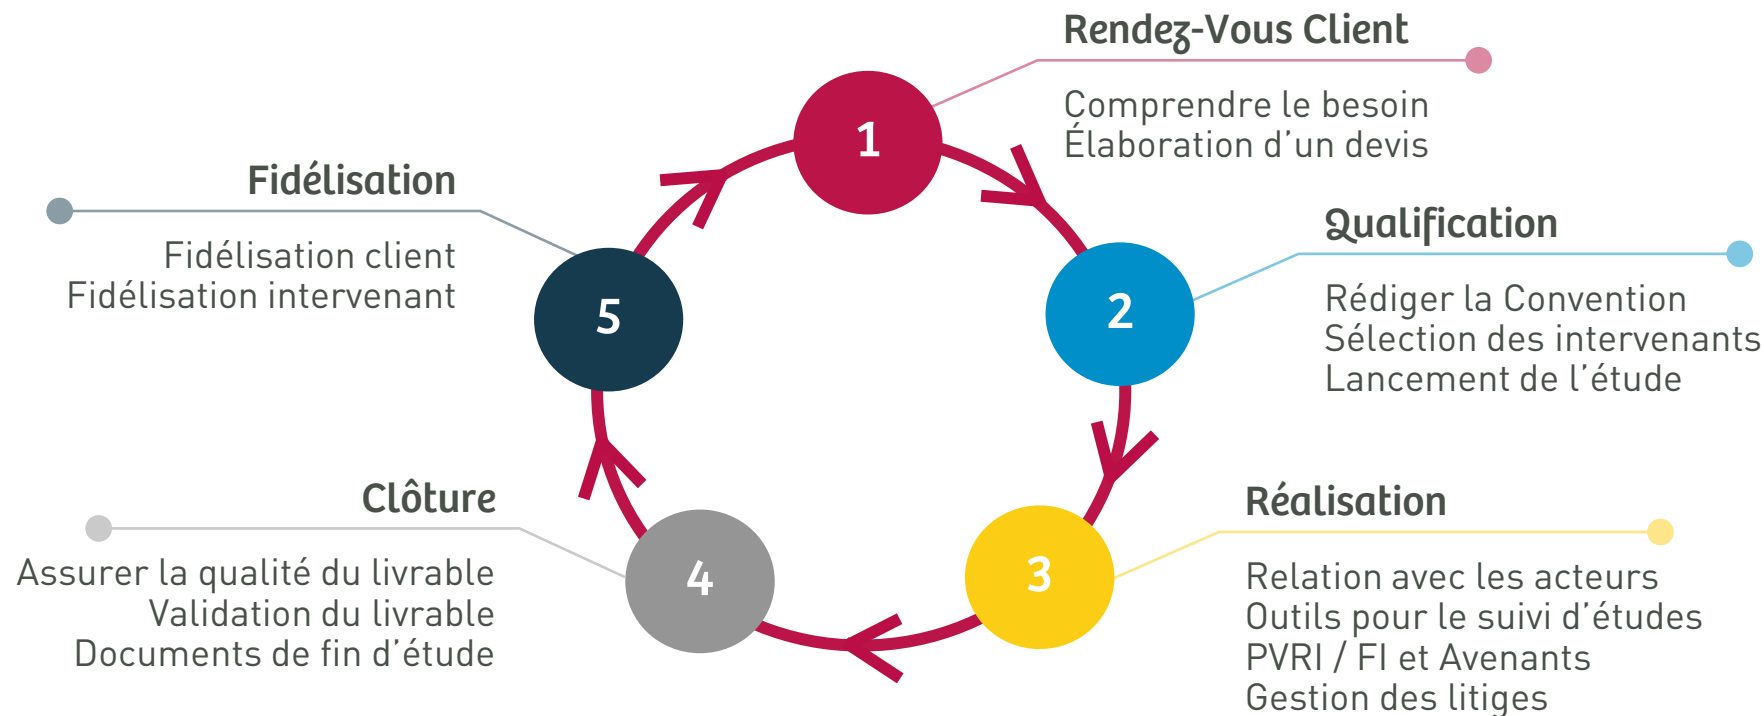 1
Rendez-Vous Client
Comprendre le besoin
Élaboration d’un devis
2
Qualification
Rédiger la Convention
Sélection des intervenants
Lancement de l’étude
3
Réalisation
Relation avec les acteurs
Outils pour le suivi d’études
PVRI / FI et Avenants
Gestion des litiges
4
Clôture
Assurer la qualité du livrable
Validation du livrable
Documents de fin d’étude
5
Fidélisation
Fidélisation client
Fidélisation intervenant